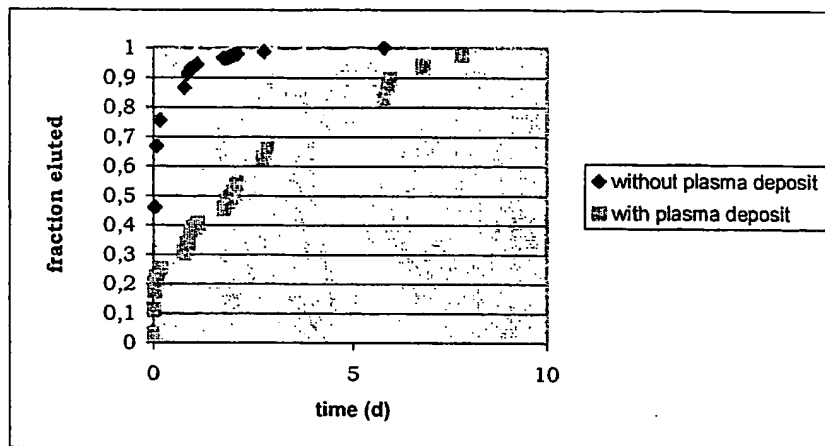 1
0,9
0,8
0,7
0,6
0,5
0,4
0,3
0,2
0,1
0
fraction eluted
0 5 10
time (d)
without plasma deposit
with plasma deposit